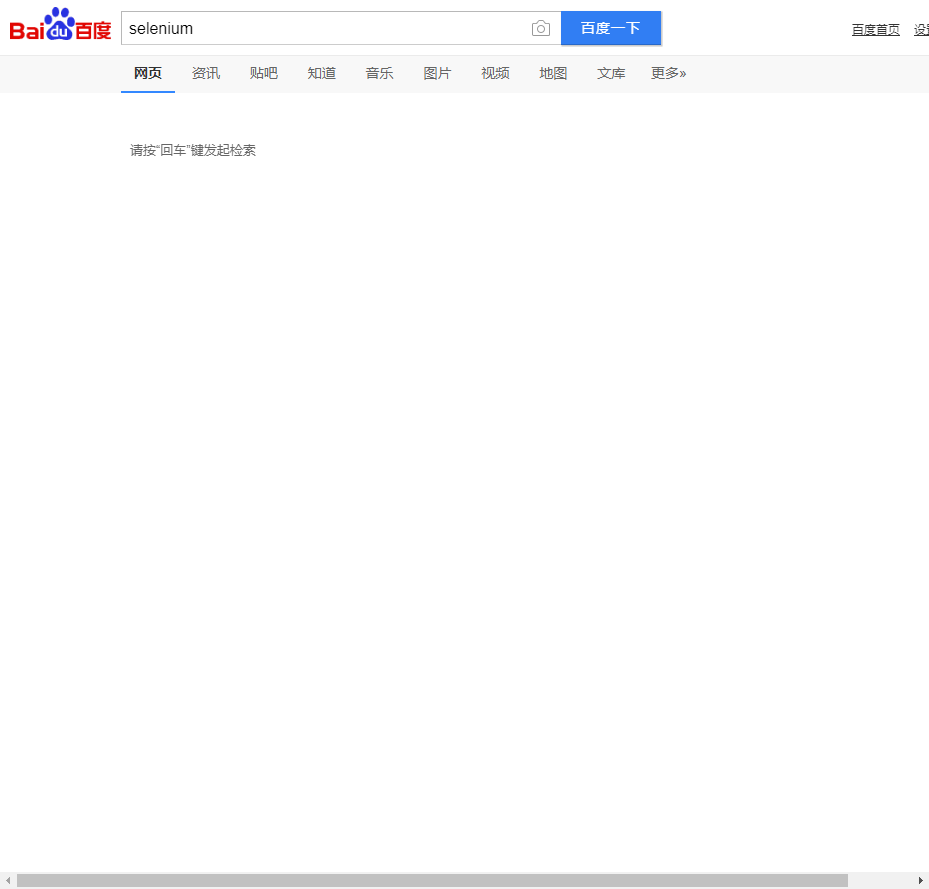 Bai du 百度 selenium 百度一下 百度首页 设置
网页 资讯 贴吧 知道 音乐 图片 视频 地图 文库 更多»
请按“回车”键发起检索